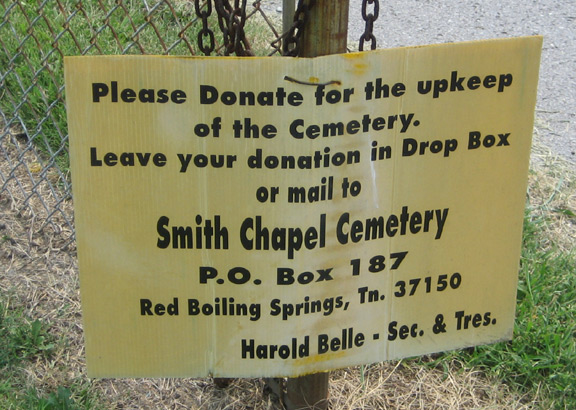 Please Donate for the upkeep
of the Cemetery.
Leave your donation in Drop Box
or mail to
Smith Chapel Cemetery
P.O. Box 187
Red Boiling Springs, Tn. 37150
Harold Belle - Sec. & Tres.